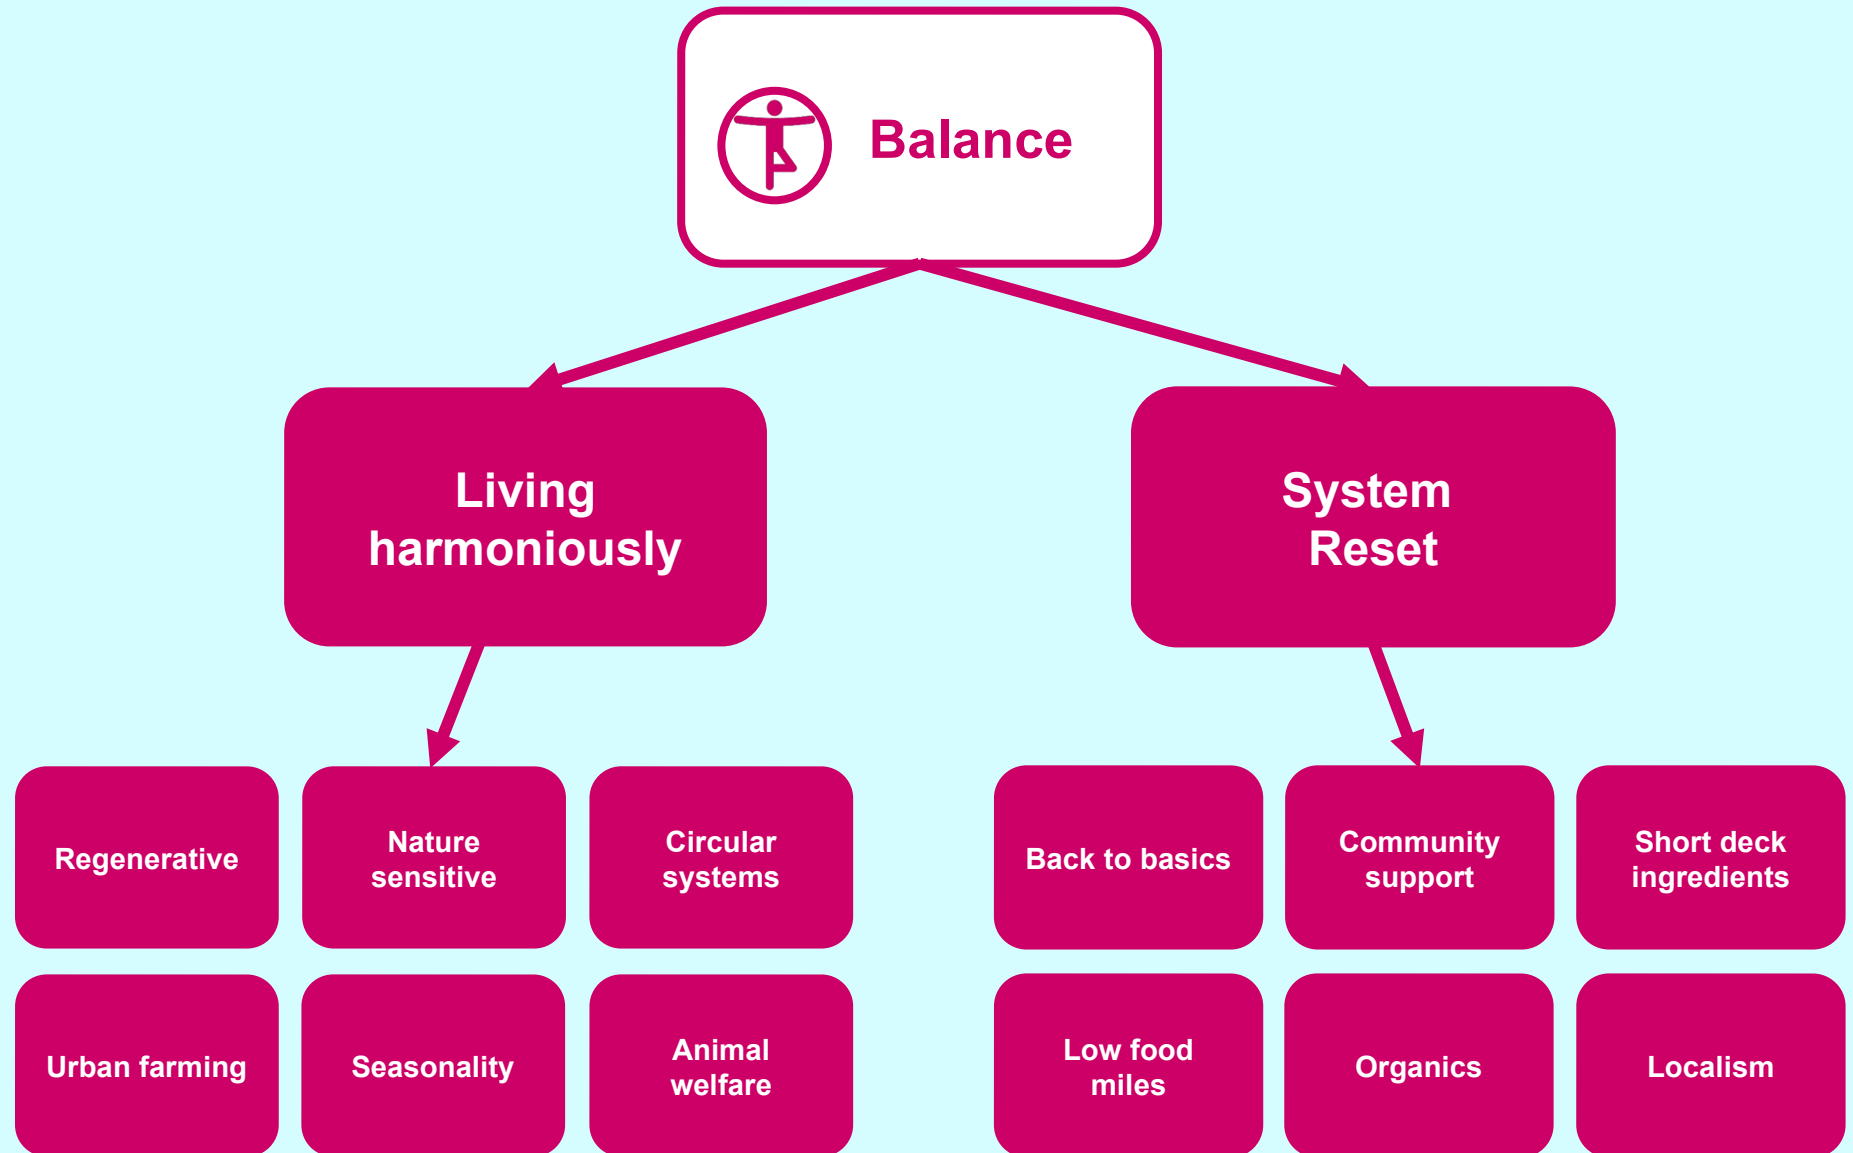 Balance
Living
harmoniously
System
Reset
Regenerative
Nature
sensitive
Circular
systems
Back to basics
Community
support
Short deck
ingredients
Urban farming
Seasonality
Animal
welfare
Low food
miles
Organics
Localism